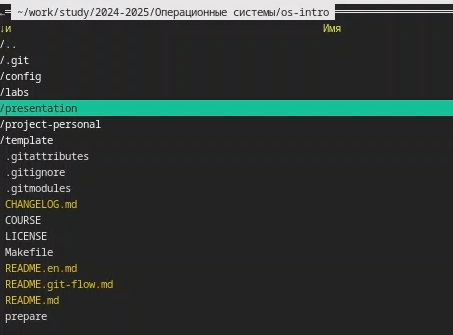 ~/work/study/2024-2025/Операционные системы/os-intro
↓и Имя
/..
/.git
/config
/labs
/presentation
/project-personal
/template
.gitattributes
.gitignore
.gitmodules
CHANGELOG.md
COURSE
LICENSE
Makefile
README.en.md
README.git-flow.md
README.md
prepare